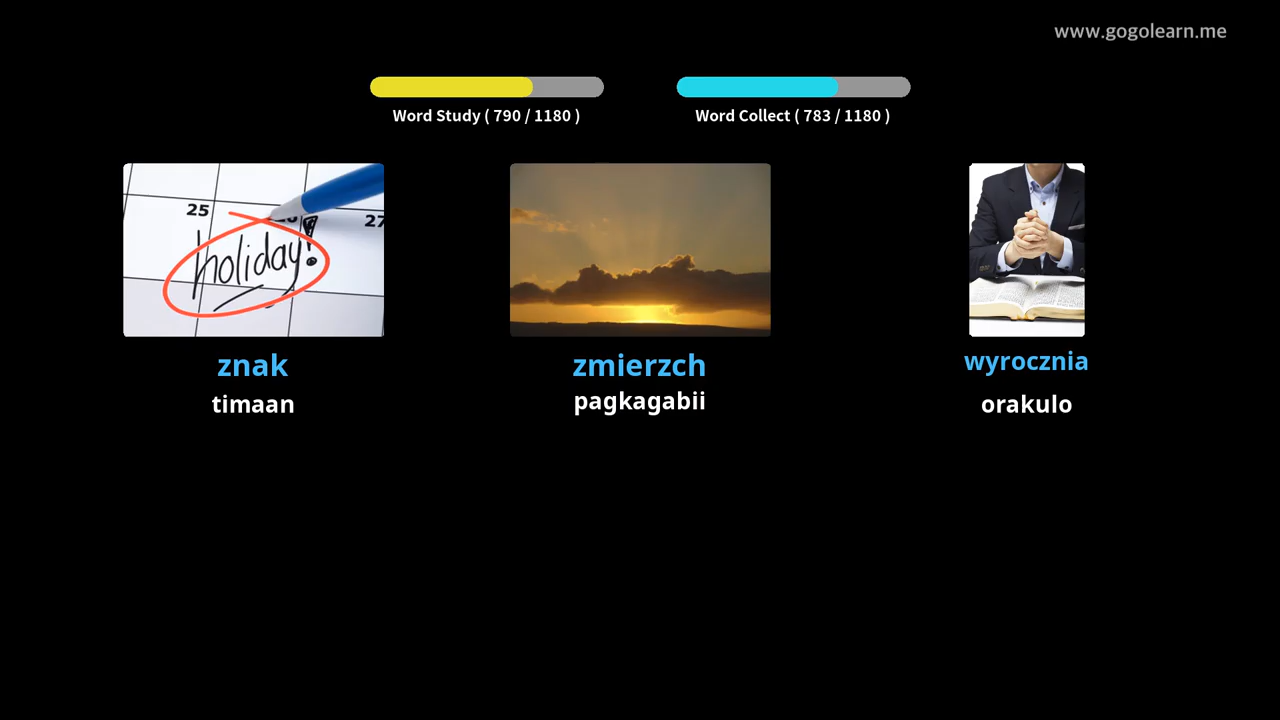 www.gogolearn.me
Word Study ( 790 / 1180 )
Word Collect ( 783 / 1180 )
25
27
holiday!
znak
zmierzch
wyrocznia
timaan
pagkagabii
orakulo